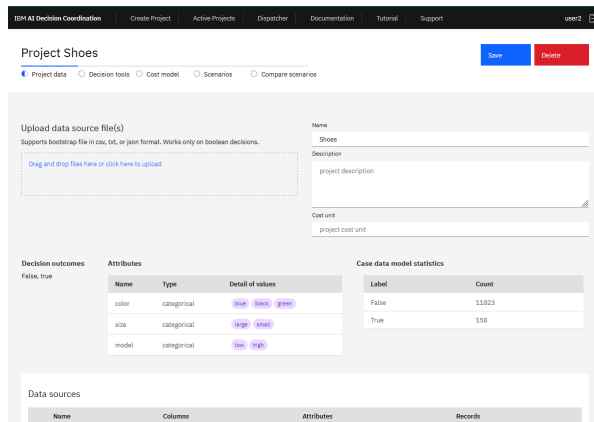 IBM AI Decision Coordination Create Project Active Projects Dispatcher Documentation Tutorial Support user2
Project Shoes
Save Delete
Project data Decision tools Cost model Scenarios Compare scenarios
Upload data source file(s)
Supports bootstrap file in csv, txt, or json format. Works only on boolean decisions.
Drag and drop files here or click here to upload
Name
Shoes
Description
project description
Cost unit
project cost unit
Decision outcomes
False, true
Attributes
Name Type Detail of values
color categorical blue black green
size categorical large small
model categorical low high
Case data model statistics
Label Count
False 11823
True 158
Data sources
Name Columns Attributes Records